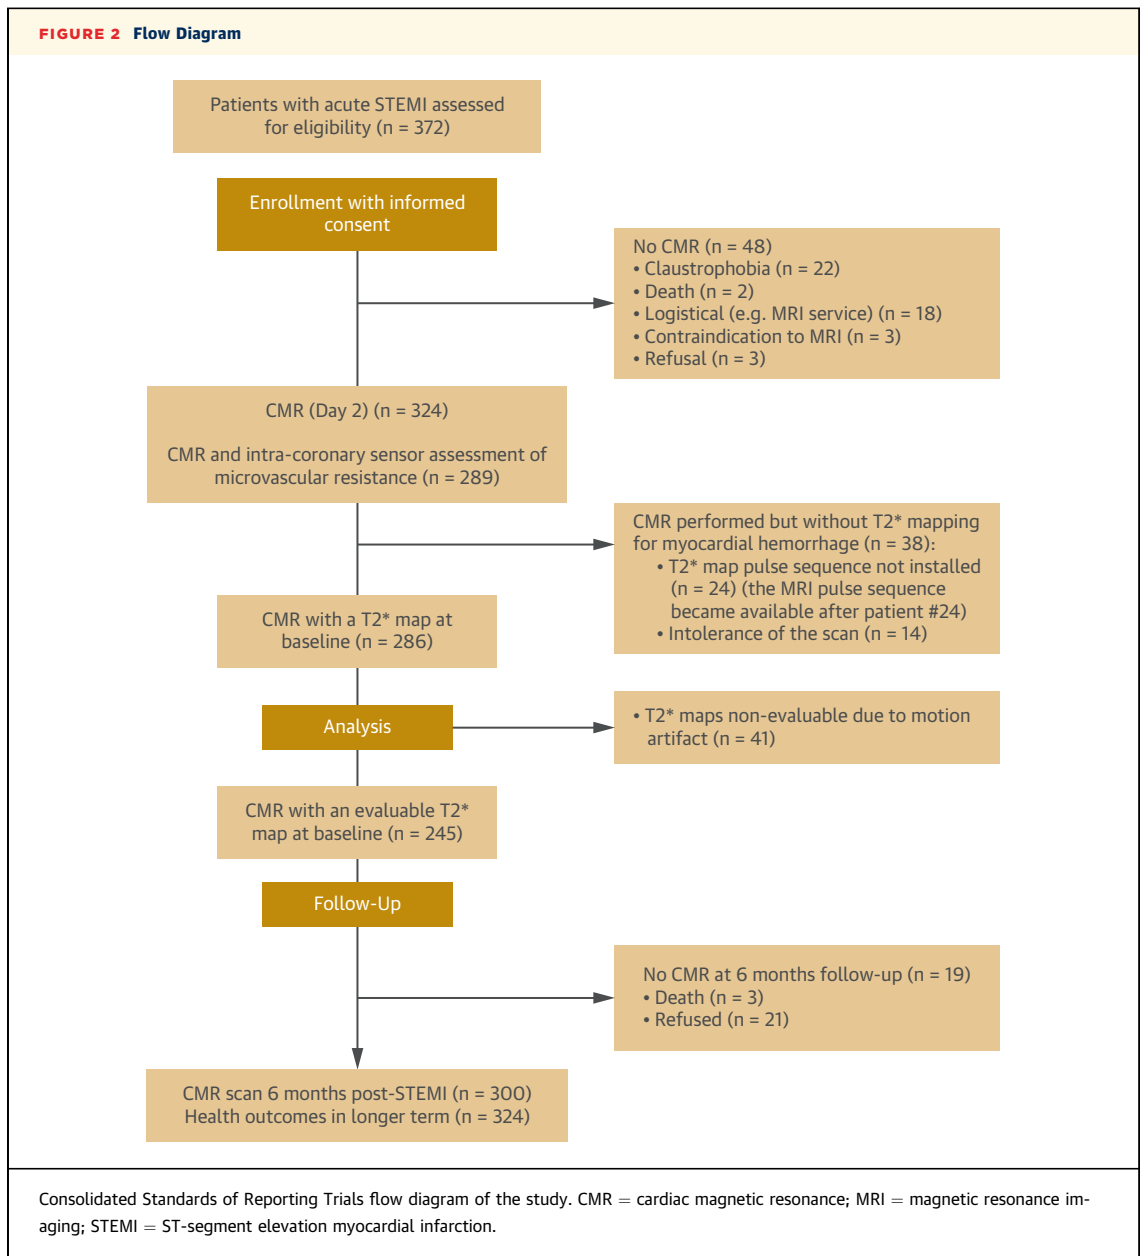 FIGURE 2 Flow Diagram
Patients with acute STEMI assessed
for eligibility (n = 372)
Enrollment with informed
consent
No CMR (n = 48)
• Claustrophobia (n = 22)
• Death (n = 2)
• Logistical (e.g. MRI service) (n = 18)
• Contraindication to MRI (n = 3)
• Refusal (n = 3)
CMR (Day 2) (n = 324)
CMR and intra-coronary sensor assessment of
microvascular resistance (n = 289)
CMR performed but without T2* mapping
for myocardial hemorrhage (n = 38):
• T2* map pulse sequence not installed
(n = 24) (the MRI pulse sequence
became available after patient #24)
• Intolerance of the scan (n = 14)
CMR with a T2* map at
baseline (n = 286)
Analysis
• T2* maps non-evaluable due to motion
artifact (n = 41)
CMR with an evaluable T2*
map at baseline (n = 245)
Follow-Up
No CMR at 6 months follow-up (n = 19)
• Death (n = 3)
• Refused (n = 21)
CMR scan 6 months post-STEMI (n = 300)
Health outcomes in longer term (n = 324)
Consolidated Standards of Reporting Trials flow diagram of the study. CMR = cardiac magnetic resonance; MRI = magnetic resonance im-
aging; STEMI = ST-segment elevation myocardial infarction.